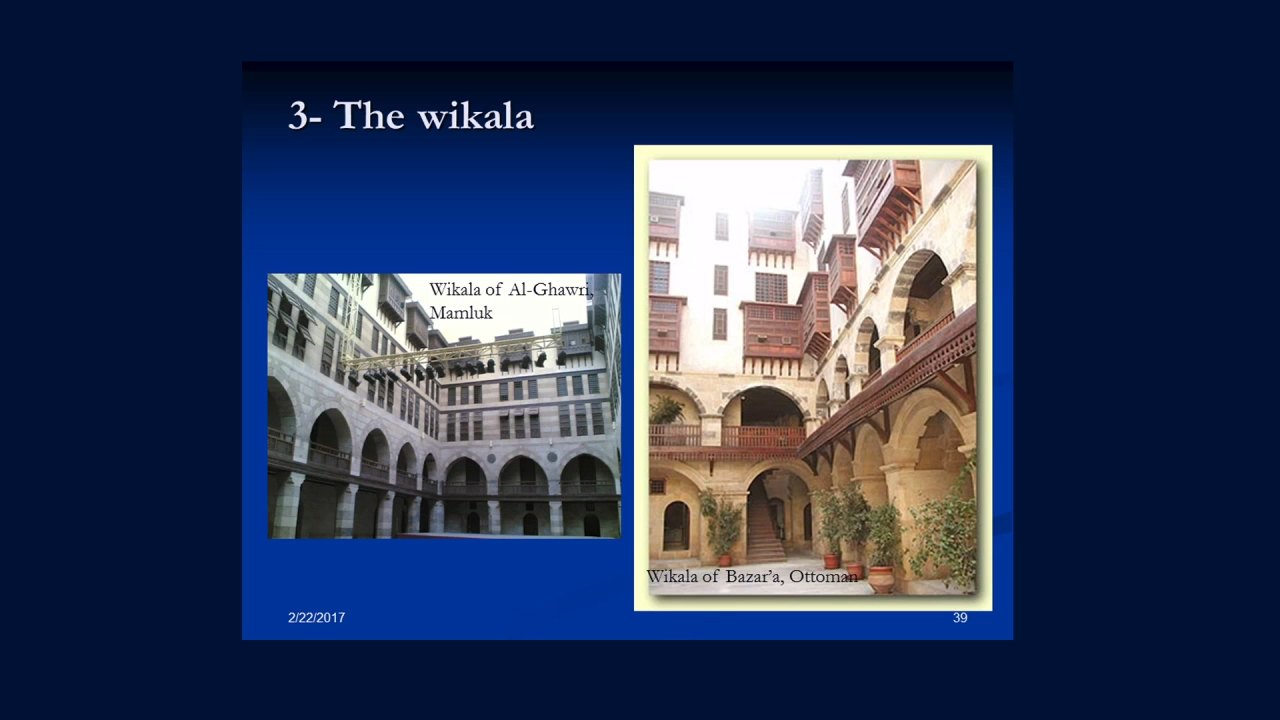 3- The wikala
Wikala of Al-Ghawri,
Mamluk
Wikala of Bazar’a, Ottoman
2/22/2017
39